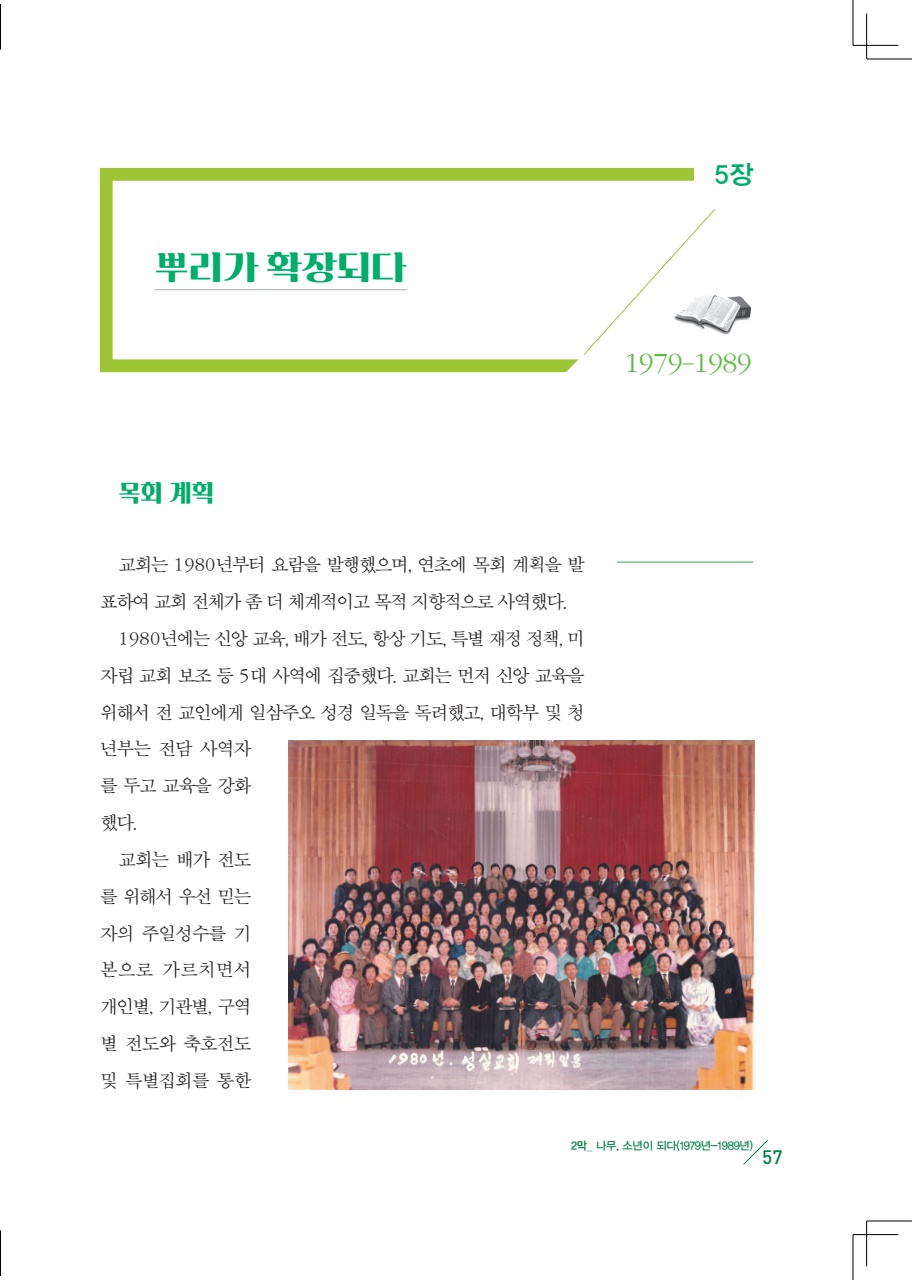 5장
뿌리가 확장되다
1979-1989
목회 계획
교회는 1980년부터 요람을 발행했으며, 연초에 목회 계획을 발
표하여 교회 전체가 좀 더 체계적이고 목적 지향적으로 사역했다.
1980년에는 신앙 교육, 배가 전도, 항상 기도, 특별 재정 정책, 미
자립 교회 보조 등 5대 사역에 집중했다. 교회는 먼저 신앙 교육을
위해서 전 교인에게 일삼주오 성경 일독을 독려했고, 대학부 및 청
년부는 전담 사역자
를 두고 교육을 강화
했다.
교회는 배가 전도
를 위해서 우선 믿는
자의 주일성수를 기
본으로 가르치면서
개인별, 기관별, 구역
별 전도와 축호전도
및 특별집회를 통한
1980년. 성실교회 제직일동
2막_ 나무, 소년이 되다(1979년-1989년)
57